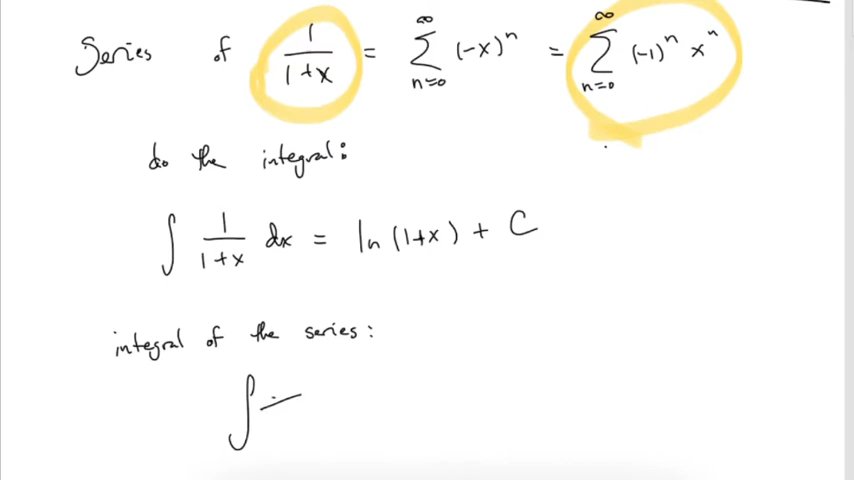 Series of 1/(1+x) = ∑_{n=0}^{∞} (-x)^n = ∑_{n=0}^{∞} (-1)^n x^n
do the integral:
∫ 1/(1+x) dx = ln(1+x) + C
integral of the series:
∫